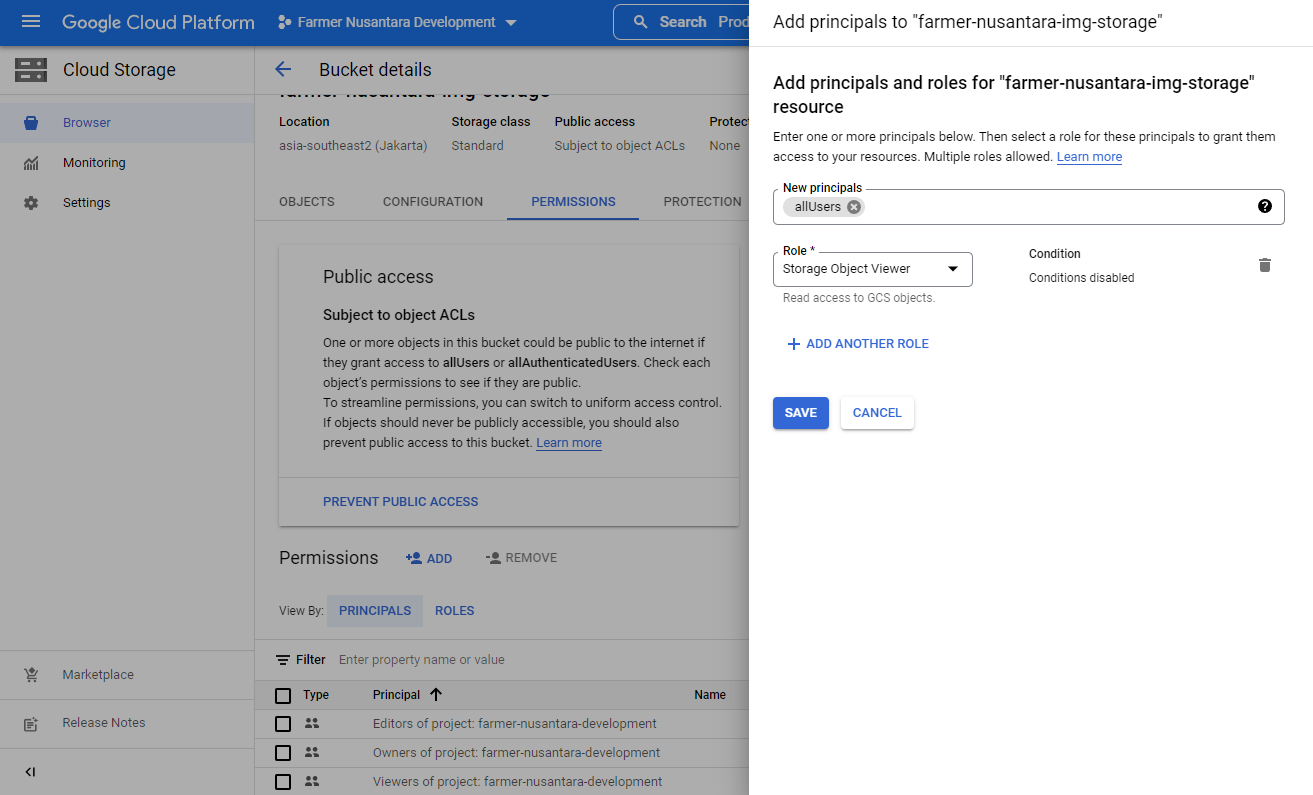 Google Cloud Platform
Farmer Nusantara Development
Search Prod
Cloud Storage
Browser
Monitoring
Settings
Marketplace
Release Notes
Bucket details
farmer-nusantara-img-storage
Location Storage class Public access Protec
asia-southeast2 (Jakarta) Standard Subject to object ACLs None
OBJECTS CONFIGURATION PERMISSIONS PROTECTION
Public access
Subject to object ACLs
One or more objects in this bucket could be public to the internet if
they grant access to allUsers or allAuthenticatedUsers. Check each
object's permissions to see if they are public.
To streamline permissions, you can switch to uniform access control.
If objects should never be publicly accessible, you should also
prevent public access to this bucket. Learn more
PREVENT PUBLIC ACCESS
Permissions ADD REMOVE
View By: PRINCIPALS ROLES
Filter Enter property name or value
Type Principal Name
Editors of project: farmer-nusantara-development
Owners of project: farmer-nusantara-development
Viewers of project: farmer-nusantara-development
Add principals to "farmer-nusantara-img-storage"
Add principals and roles for "farmer-nusantara-img-storage"
resource
Enter one or more principals below. Then select a role for these principals to grant them
access to your resources. Multiple roles allowed. Learn more
New principals
allUsers
Role *
Storage Object Viewer
Read access to GCS objects.
Condition
Conditions disabled
ADD ANOTHER ROLE
SAVE CANCEL